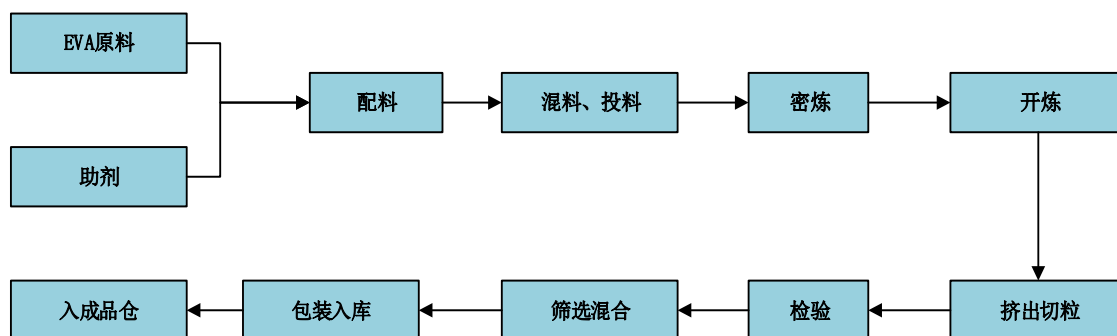 EVA原料
助剂
配料
混料、投料
密炼
开炼
挤出切粒
检验
筛选混合
包装入库
入成品仓